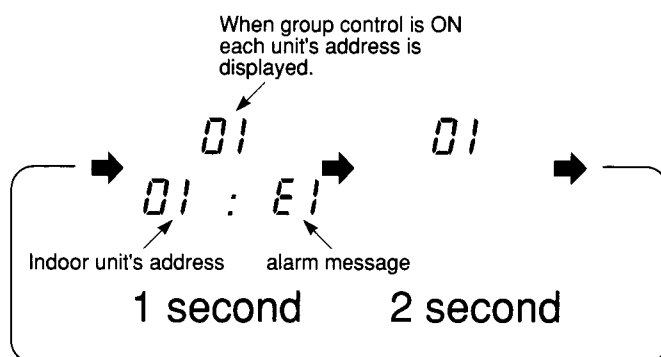 When group control is ON
each unit's address is
displayed.
01 01
01 : E1
Indoor unit's address alarm message
1 second 2 second